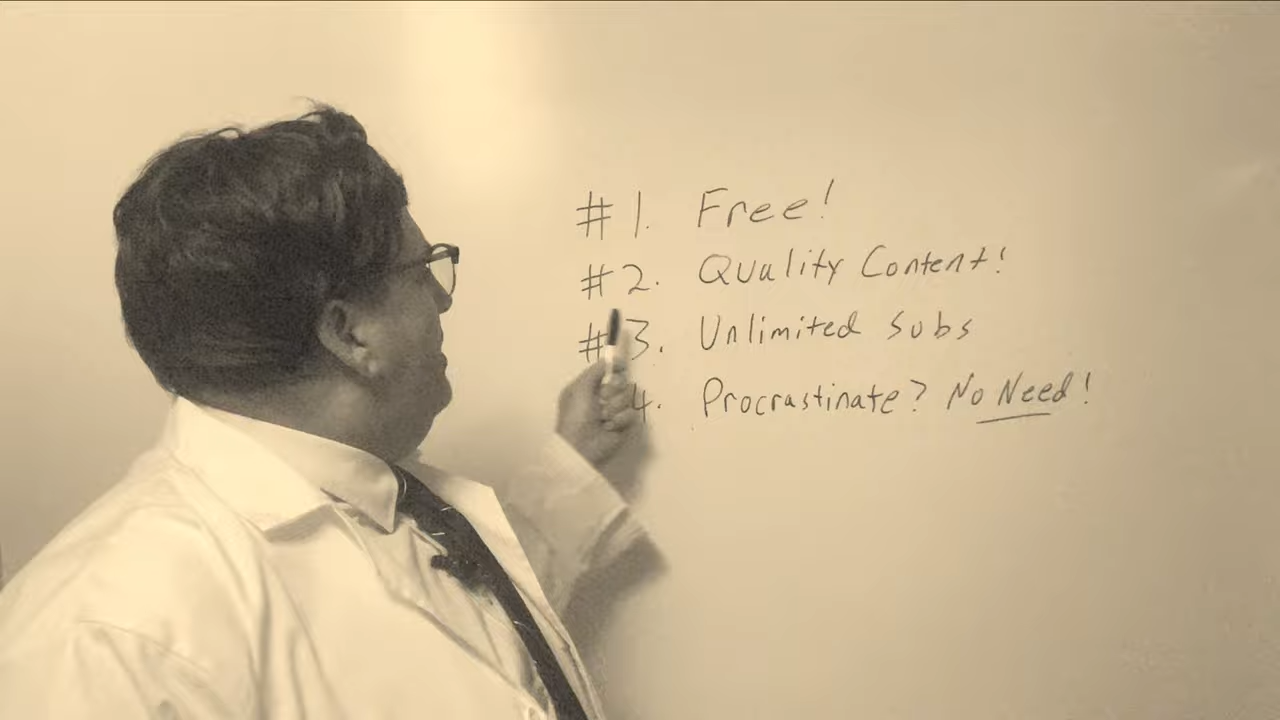 #1. Free!
#2. Quality Content!
#3. Unlimited Subs
4. Procrastinate? No Need!